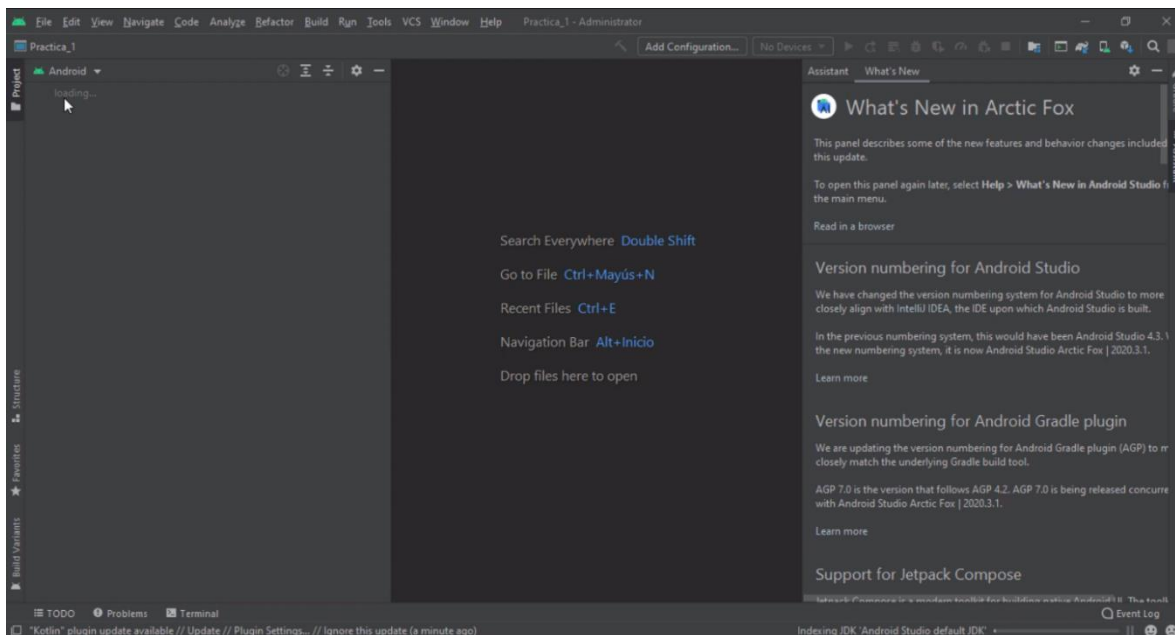 File Edit View Navigate Code Analyze Refactor Build Run Tools VCS Window Help Practica_1 - Administrator
Practica_1
Add Configuration...
No Devices
Project
Android
loading...
Structure
Favorites
Build Variants
Search Everywhere Double Shift
Go to File Ctrl+Mayús+N
Recent Files Ctrl+E
Navigation Bar Alt+Inicio
Drop files here to open
Assistant What's New
What's New in Arctic Fox
This panel describes some of the new features and behavior changes included
this update.
To open this panel again later, select Help > What's New in Android Studio
the main menu.
Read in a browser
Version numbering for Android Studio
We have changed the version numbering system for Android Studio to more
closely align with IntelliJ IDEA, the IDE upon which Android Studio is built.
In the previous numbering system, this would have been Android Studio 4.3.
the new numbering system, it is now Android Studio Arctic Fox | 2020.3.1.
Learn more
Version numbering for Android Gradle plugin
We are updating the version numbering for Android Gradle plugin (AGP) to
closely match the underlying Gradle build tool.
AGP 7.0 is the version that follows AGP 4.2. AGP 7.0 is being released concurre
with Android Studio Arctic Fox | 2020.3.1.
Learn more
Support for Jetpack Compose
Jetpack Compose is a modern toolkit for building native Android UI. The
TODO Problems Terminal
Event Log
"Kotlin" plugin update available // Update // Plugin Settings... // Ignore this update (a minute ago)
Indexing JDK 'Android Studio default JDK'